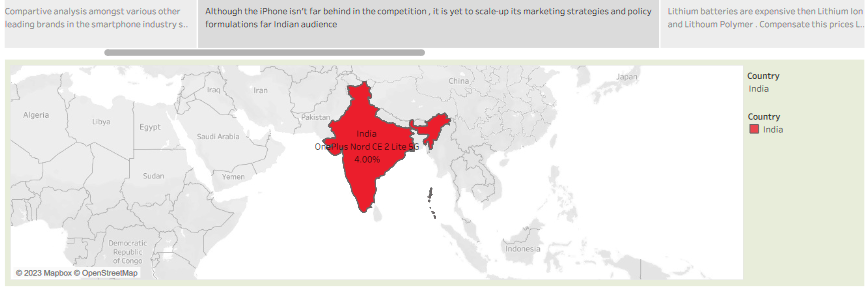 Compartive analysis amongst various other
leading brands in the smartphone industry s...
Although the iPhone isn't far behind in the competition , it is yet to scale-up its marketing strategies and policy
formulations far Indian audience
Lithium batteries are expensive then Lithium Ion
and Lithoum Polymer . Compensate this prices L...
China
Japan
Iraq
Iran
Algeria
Libya
Egypt
Pakistan
Saudi Arabia
India
OnePlus Nord CE 2 Lite 5G
4.00%
Sudan
Yemen
Democratic
Republic
of Congo
Indonesia
© 2023 Mapbox © OpenStreetMap
Country
India
Country
India